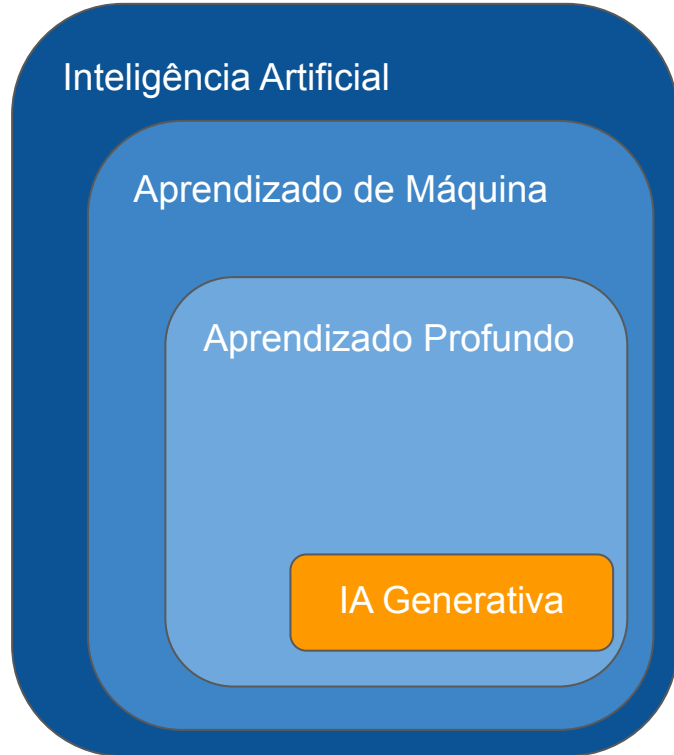 Inteligência Artificial
Aprendizado de Máquina
Aprendizado Profundo
IA Generativa